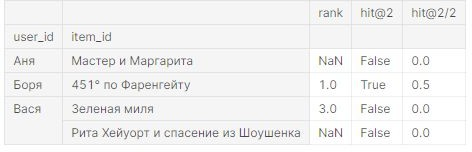 rank hit@2 hit@2/2
user_id item_id
Аня Мастер и Маргарита NaN False 0.0
Боря 451° по Фаренгейту 1.0 True 0.5
Вася Зеленая миля 3.0 False 0.0
Рита Хейуорт и спасение из Шоушенка NaN False 0.0